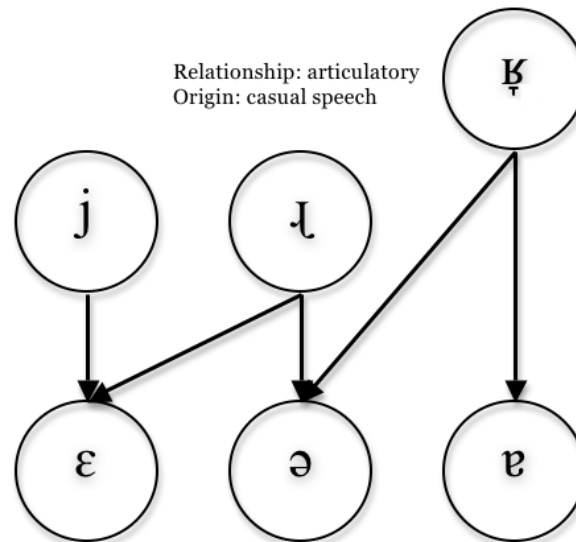 Relationship: articulatory
Origin: casual speech
ʁ̞
j ɻ
ɛ ə ɐ